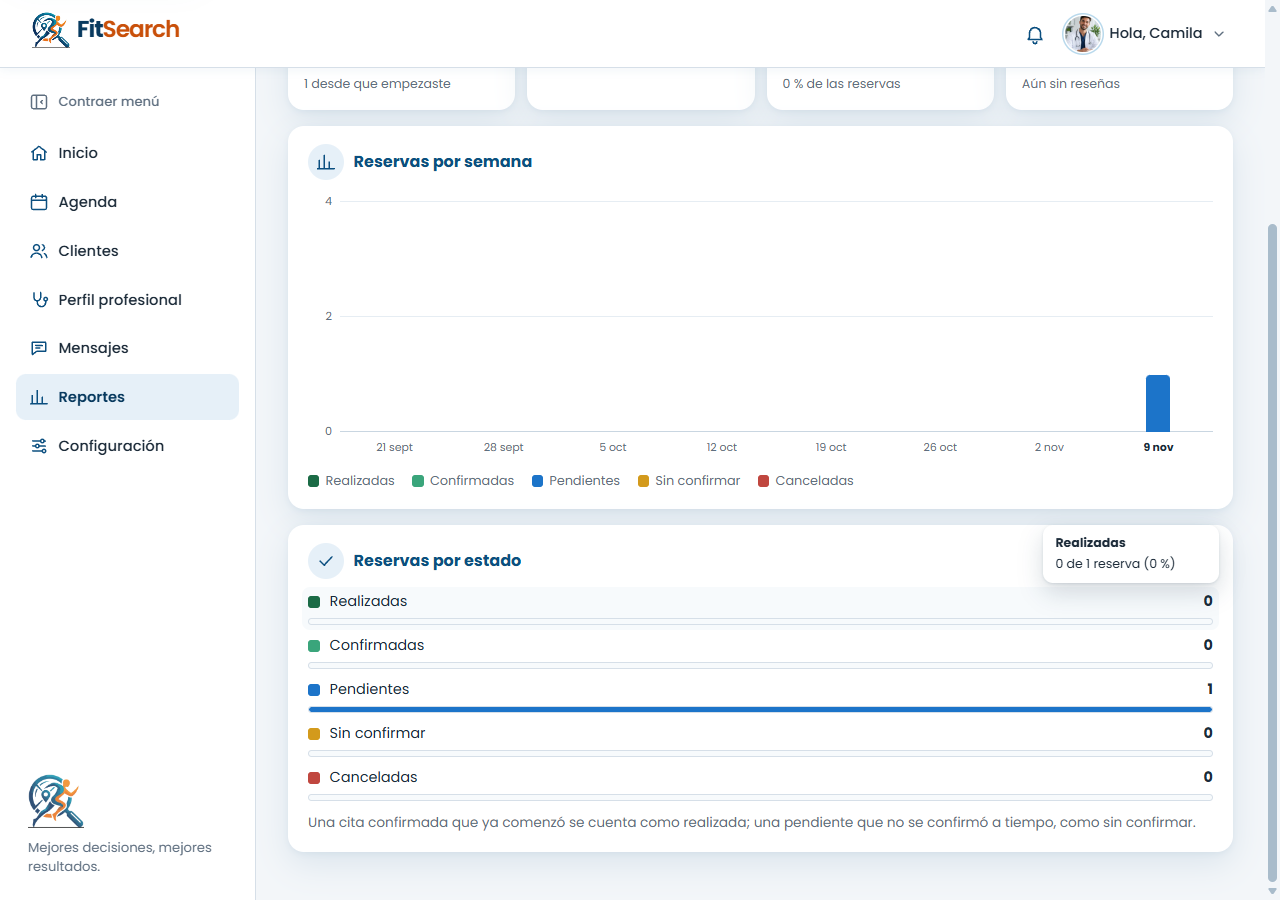 FitSearch
Hola, Camila
Contraer menú
Inicio
Agenda
Clientes
Perfil profesional
Mensajes
Reportes
Configuración
Mejores decisiones, mejores
resultados.
1 desde que empezaste
0 % de las reservas
Aún sin reseñas
Reservas por semana
4
2
0
21 sept
28 sept
5 oct
12 oct
19 oct
26 oct
2 nov
9 nov
Realizadas
Confirmadas
Pendientes
Sin confirmar
Canceladas
Reservas por estado
Realizadas
0 de 1 reserva (0 %)
Realizadas 0
Confirmadas 0
Pendientes 1
Sin confirmar 0
Canceladas 0
Una cita confirmada que ya comenzó se cuenta como realizada; una pendiente que no se confirmó a tiempo, como sin confirmar.